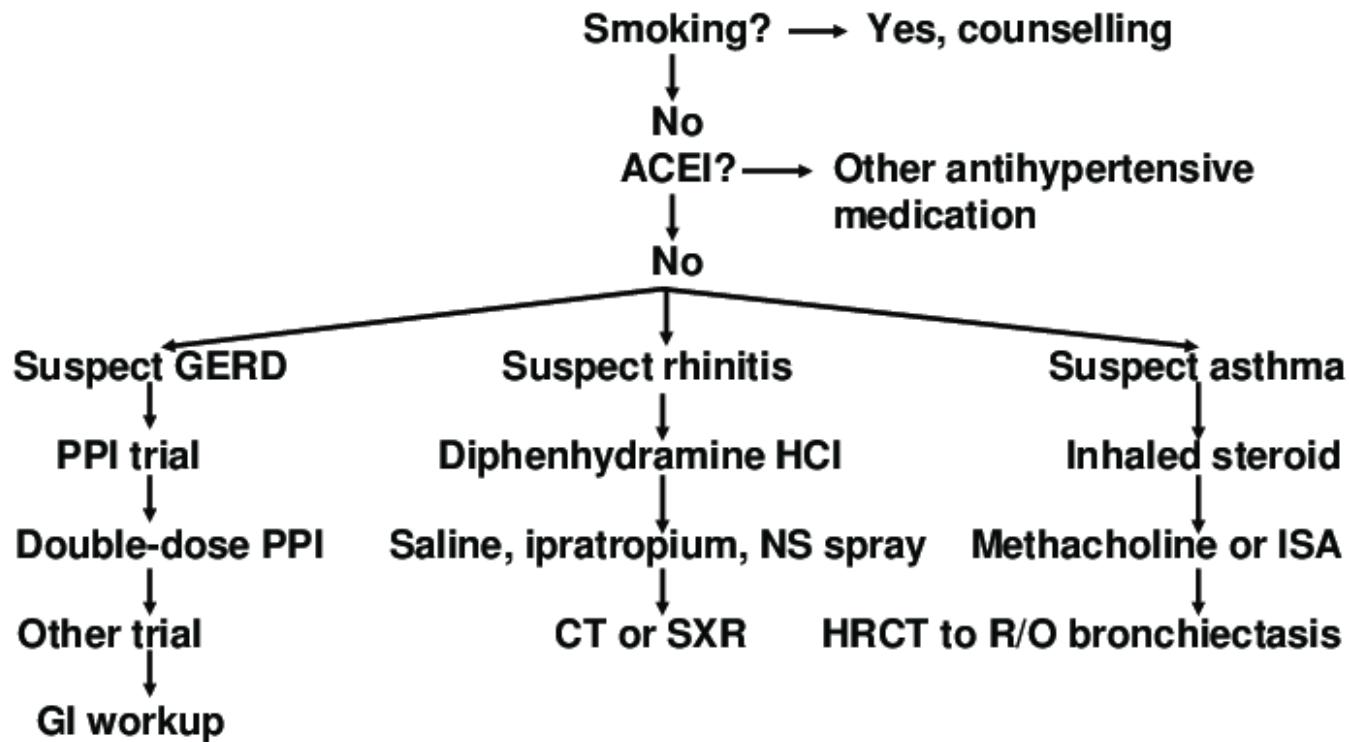 Smoking? Yes, counselling
No
ACEI? Other antihypertensive
medication
No
Suspect GERD Suspect rhinitis Suspect asthma
PPI trial Diphenhydramine HCl Inhaled steroid
Double-dose PPI Saline, ipratropium, NS spray Methacholine or ISA
Other trial CT or SXR HRCT to R/O bronchiectasis
GI workup